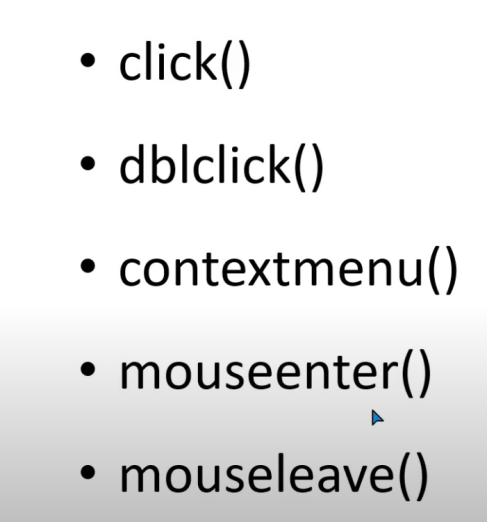 • click()
• dblclick()
• contextmenu()
• mouseenter()
• mouseleave()